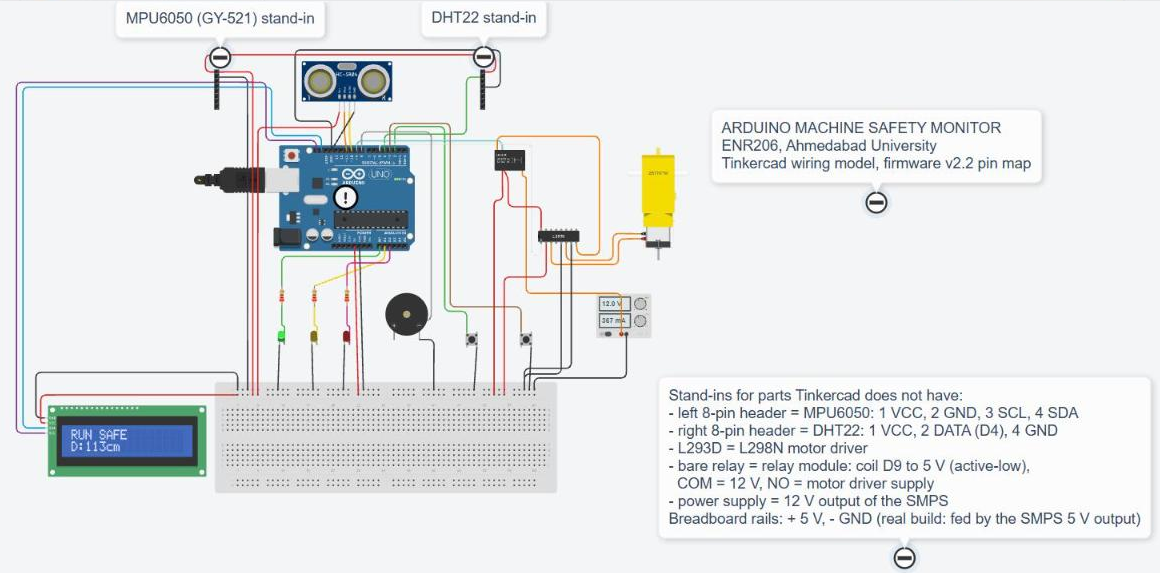 MPU6050 (GY-521) stand-in
DHT22 stand-in
HC-SR04
ARDUINO MACHINE SAFETY MONITOR
ENR206, Ahmedabad University
Tinkercad wiring model, firmware v2.2 pin map
UNO
ARDUINO
L293D
12.0 V
367 mA
RUN SAFE
D:113cm
Stand-ins for parts Tinkercad does not have:
- left 8-pin header = MPU6050: 1 VCC, 2 GND, 3 SCL, 4 SDA
- right 8-pin header = DHT22: 1 VCC, 2 DATA (D4), 4 GND
- L293D = L298N motor driver
- bare relay = relay module: coil D9 to 5 V (active-low),
COM = 12 V, NO = motor driver supply
- power supply = 12 V output of the SMPS
Breadboard rails: + 5 V, - GND (real build: fed by the SMPS 5 V output)